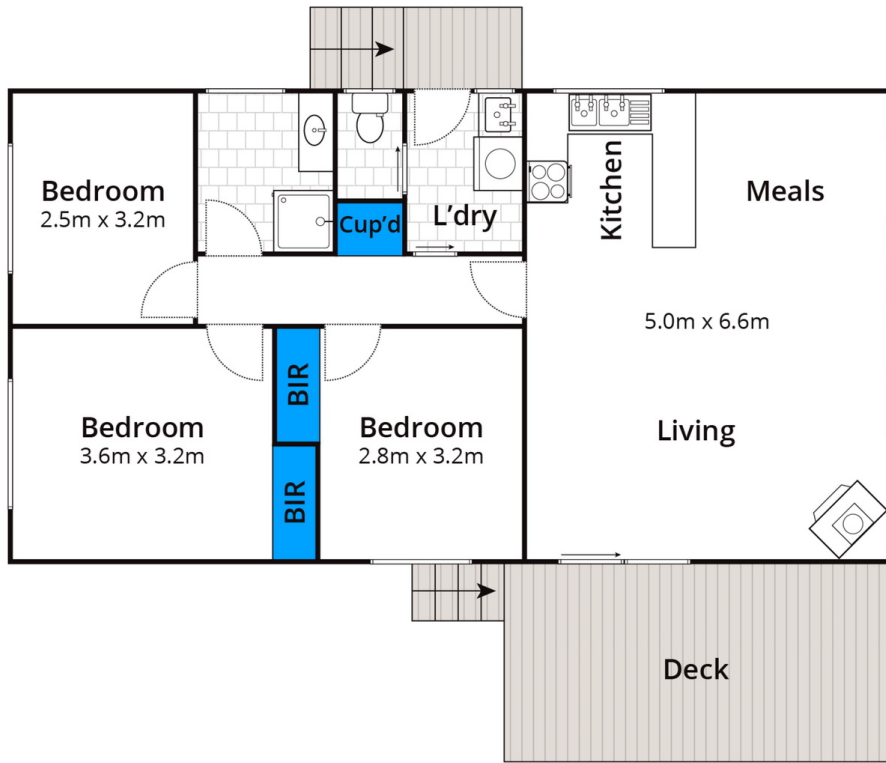 Bedroom
2.5m x 3.2m
Cup'd
L'dry
Kitchen
Meals
5.0m x 6.6m
Bedroom
3.6m x 3.2m
BIR
BIR
Bedroom
2.8m x 3.2m
Living
Deck